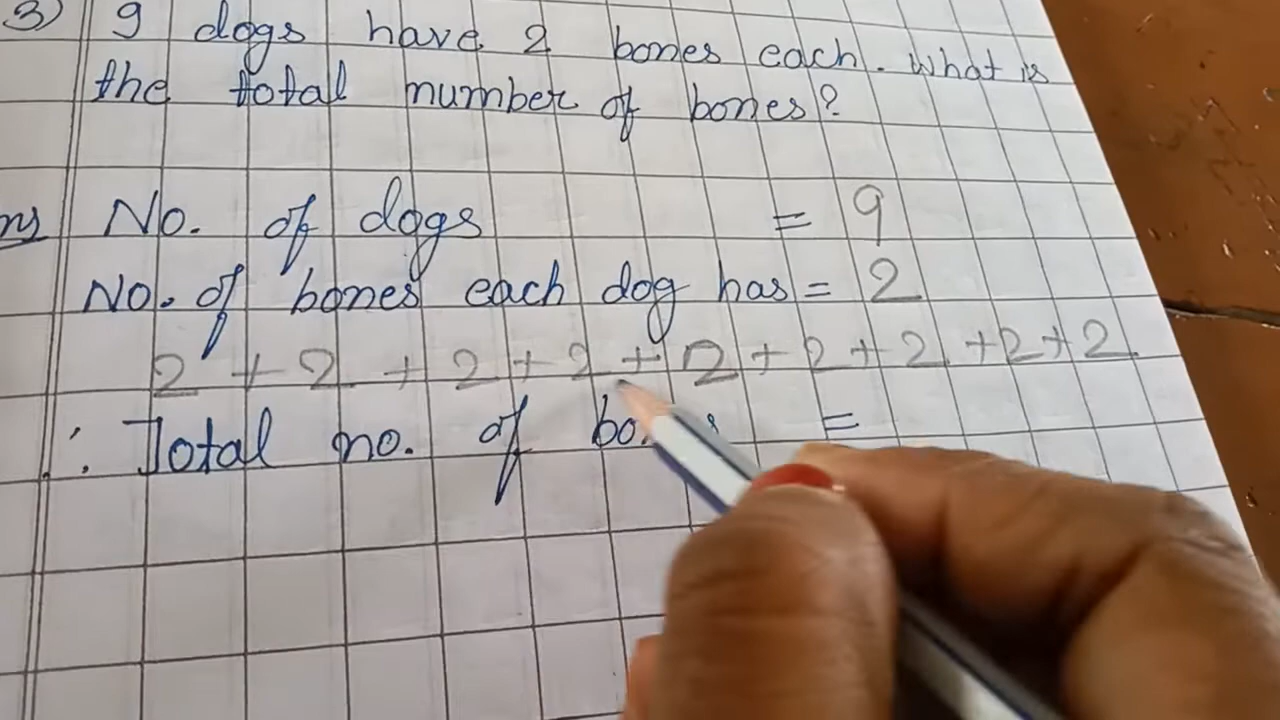 3) 9 dogs have 2 bones each. What is
the total number of bones?
No. of dogs = 9
No. of bones each dog has = 2
2 + 2 + 2 + 2 + 2 + 2 + 2 + 2 + 2
∴ Total no. of =